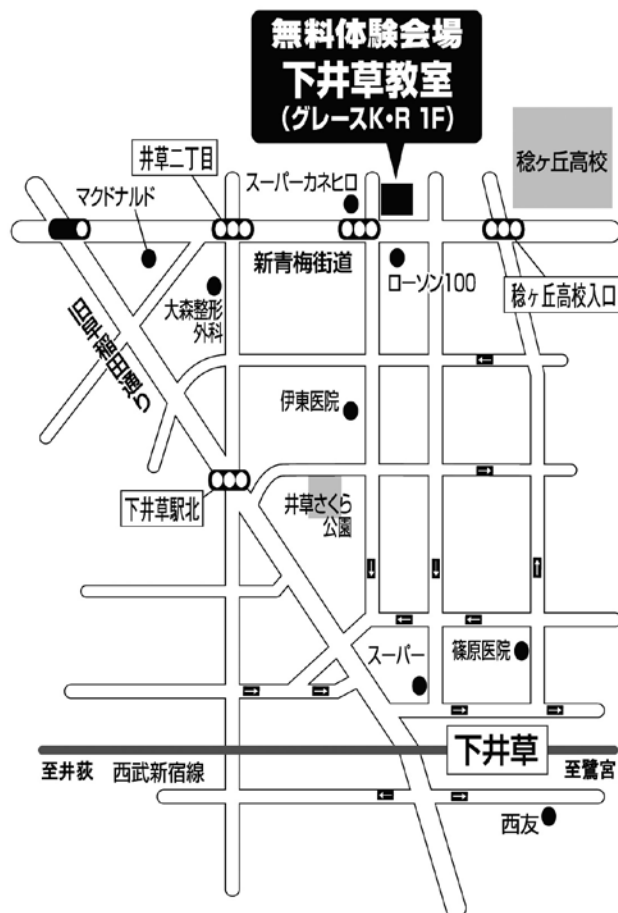 無料体験会場
下井草教室
(グレースK・R 1F)
井草二丁目
マクドナルド
スーパーカネヒロ
稔ヶ丘高校
新青梅街道
ローソン100
稔ヶ丘高校入口
大森整形
外科
旧早稲田通り
伊東医院
下井草駅北
井草さくら
公園
スーパー
篠原医院
下井草
至井荻
西武新宿線
至鷺宮
西友